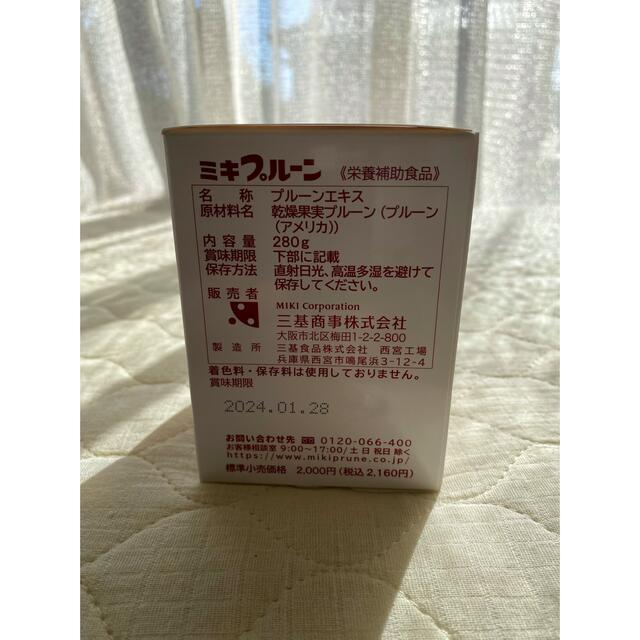 ミキプルーン 《栄養補助食品》
名称 プルーンエキス
原材料名 乾燥果実プルーン (プルーン
(アメリカ))
内容量 280g
賞味期限 下部に記載
保存方法 直射日光、高温多湿を避けて
保存してください。
販売者 MIKI Corporation
三基商事株式会社
大阪市北区梅田1-2-2-800
製造所 三基食品株式会社 西宮工場
兵庫県西宮市鳴尾浜3-12-4
着色料・保存料は使用しておりません。
賞味期限
2024.01.28
お問い合わせ先 0120-066-400
お客様相談室 9:00〜17:00/土 日 祝日 除く
https://www.mikiprune.co.jp/
標準小売価格 2,000円(税込2,160円)